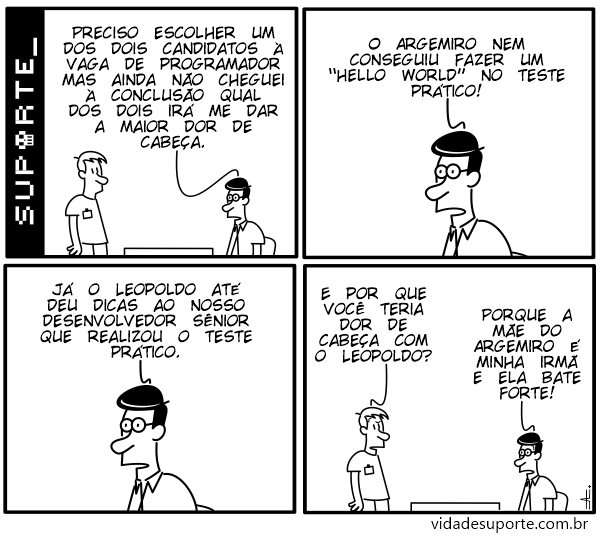 SUPORTE_
PRECISO ESCOLHER UM
DOS DOIS CANDIDATOS À
VAGA DE PROGRAMADOR
MAS AINDA NÃO CHEGUEI
À CONCLUSÃO QUAL
DOS DOIS IRÁ ME DAR
A MAIOR DOR DE
CABEÇA.
O ARGEMIRO NEM
CONSEGUIU FAZER UM
"HELLO WORLD" NO TESTE
PRÁTICO!
JÁ O LEOPOLDO ATÉ
DEU DICAS AO NOSSO
DESENVOLVEDOR SÊNIOR
QUE REALIZOU O TESTE
PRÁTICO.
E POR QUE
VOCÊ TERIA
DOR DE
CABEÇA COM
O LEOPOLDO?
PORQUE A
MÃE DO
ARGEMIRO É
MINHA IRMÃ
E ELA BATE
FORTE!
vidadesuporte.com.br